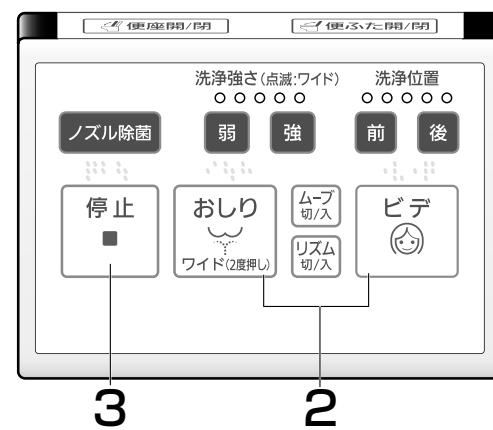 便座開/閉
便ふた開/閉
洗浄強さ(点滅:ワイド)
洗浄位置
ノズル除菌
弱
強
前
後
停止
おしり
ワイド(2度押し)
ムーブ
切/入
リズム
切/入
ビデ
3
2